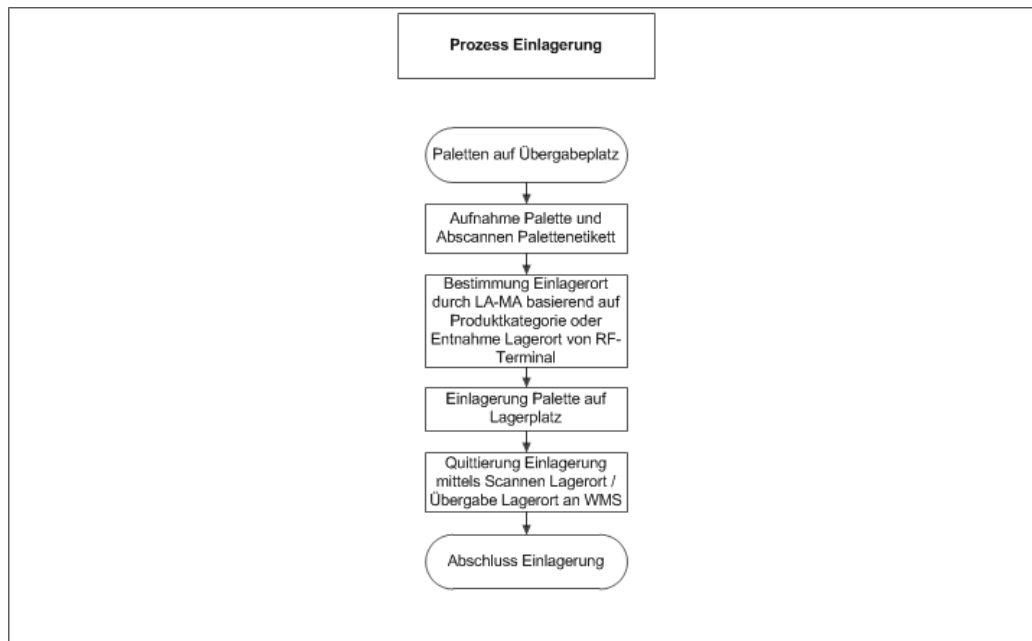 Prozess Einlagerung
Paletten auf Übergabeplatz
Aufnahme Palette und
Abscannen Palettenetikett
Bestimmung Einlagerort
durch LA-MA basierend auf
Produktkategorie oder
Entnahme Lagerort von RF-
Terminal
Einlagerung Palette auf
Lagerplatz
Quittierung Einlagerung
mittels Scannen Lagerort /
Übergabe Lagerort an WMS
Abschluss Einlagerung